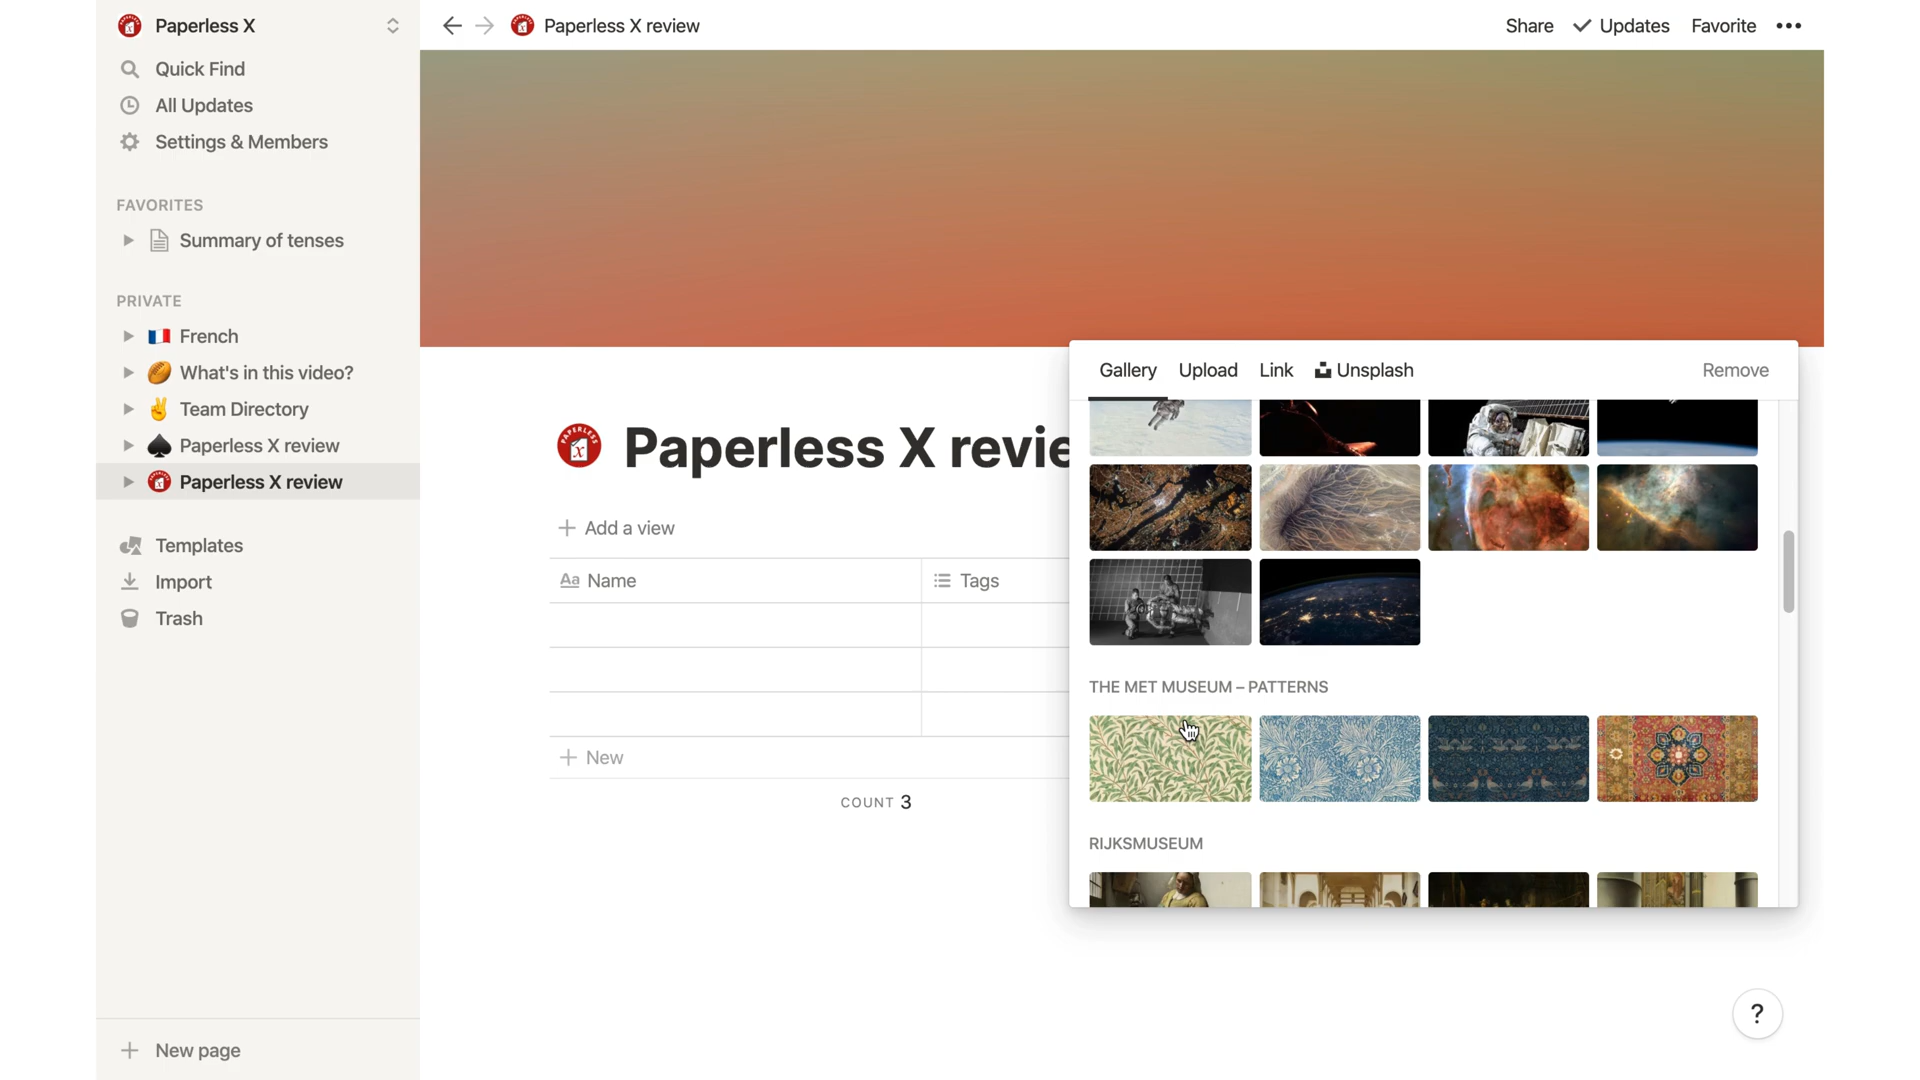 Paperless X
Quick Find
All Updates
Settings & Members
FAVORITES
Summary of tenses
PRIVATE
French
What's in this video?
Team Directory
Paperless X review
Paperless X review
Templates
Import
Trash
New page
Paperless X review
Share
Updates
Favorite
Paperless X revie
Add a view
Aa Name
Tags
New
COUNT 3
Gallery
Upload
Link
Unsplash
Remove
THE MET MUSEUM – PATTERNS
RIJKSMUSEUM
?